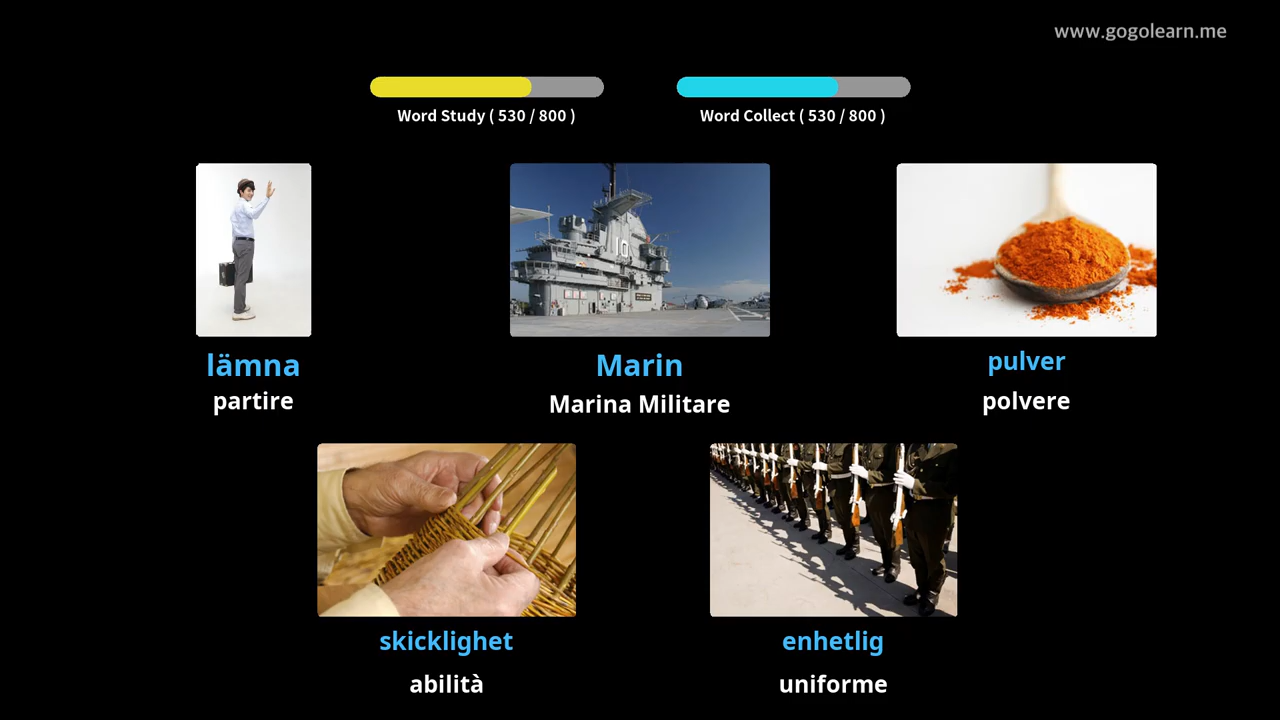 www.gogolearn.me
Word Study ( 530 / 800 )
Word Collect ( 530 / 800 )
10
lämna
partire
Marin
Marina Militare
pulver
polvere
skicklighet
abilità
enhetlig
uniforme